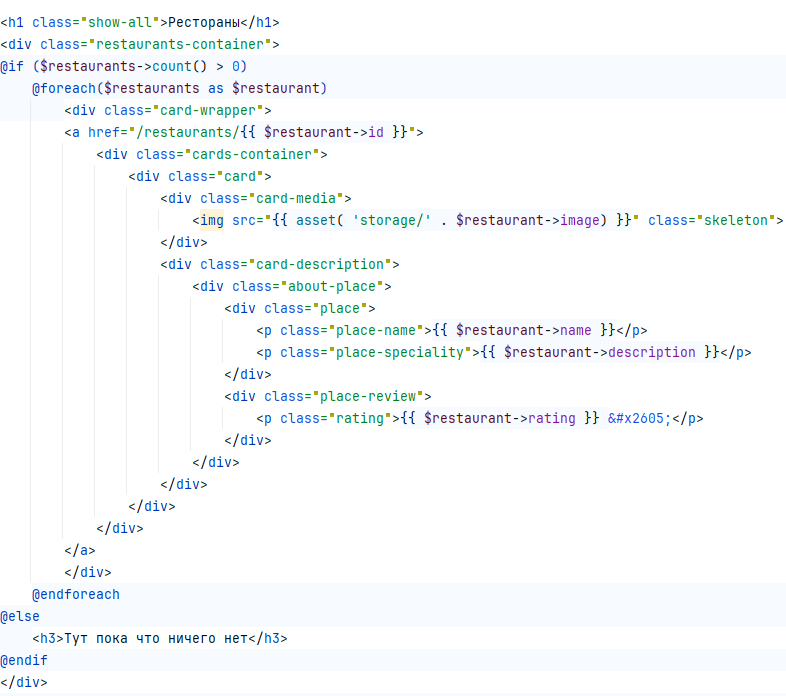 <h1 class="show-all">Рестораны</h1>
<div class="restaurants-container">
@if ($restaurants->count() > 0)
    @foreach($restaurants as $restaurant)
        <div class="card-wrapper">
        <a href="/restaurants/{{ $restaurant->id }}">
            <div class="cards-container">
                <div class="card">
                    <div class="card-media">
                        <img src="{{ asset( 'storage/' . $restaurant->image) }}" class="skeleton">
                    </div>
                    <div class="card-description">
                        <div class="about-place">
                            <div class="place">
                                <p class="place-name">{{ $restaurant->name }}</p>
                                <p class="place-speciality">{{ $restaurant->description }}</p>
                            </div>
                            <div class="place-review">
                                <p class="rating">{{ $restaurant->rating }} &#x2605;</p>
                            </div>
                        </div>
                    </div>
                </div>
            </div>
        </a>
        </div>
    @endforeach
@else
    <h3>Тут пока что ничего нет</h3>
@endif
</div>